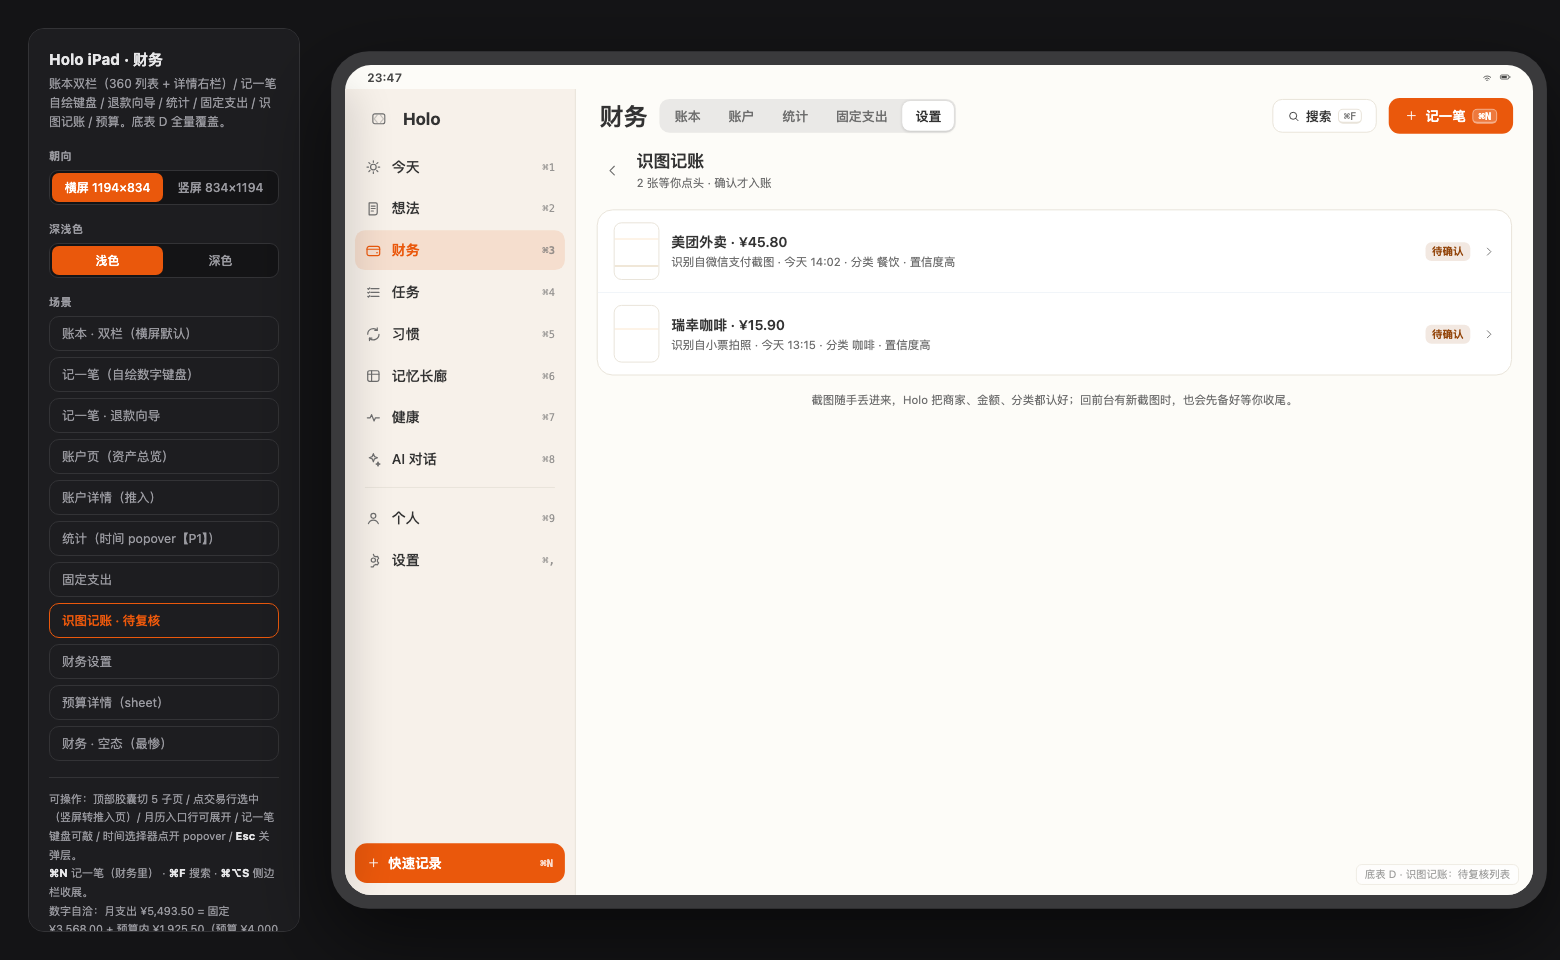 Holo iPad · 财务
账本双栏（360 列表 + 详情右栏）/ 记一笔
自绘键盘 / 退款向导 / 统计 / 固定支出 / 识
图记账 / 预算。底表 D 全量覆盖。
朝向
横屏 1194×834
竖屏 834×1194
深浅色
浅色
深色
场景
账本 · 双栏（横屏默认）
记一笔（自绘数字键盘）
记一笔 · 退款向导
账户页（资产总览）
账户详情（推入）
统计（时间 popover【P1】）
固定支出
识图记账 · 待复核
财务设置
预算详情（sheet）
财务 · 空态（最惨）
可操作：顶部胶囊切 5 子页 / 点交易行选中
（竖屏转推入页）/ 月历入口行可展开 / 记一笔
键盘可敲 / 时间选择器点开 popover / Esc 关
弹层。
⌘N 记一笔（财务里） · ⌘F 搜索 · ⌘⌥S 侧边
栏收展。
数字自洽：月支出 ¥5,493.50 = 固定
¥3,568.00 + 预算内 ¥1,925.50（预算 ¥4,000
23:47
Holo
今天 ⌘1
想法 ⌘2
财务 ⌘3
任务 ⌘4
习惯 ⌘5
记忆长廊 ⌘6
健康 ⌘7
AI 对话 ⌘8
个人 ⌘9
设置 ⌘,
快速记录 ⌘N
财务
账本
账户
统计
固定支出
设置
搜索 ⌘F
记一笔 ⌘N
识图记账
2 张等你点头 · 确认才入账
美团外卖 · ¥45.80
识别自微信支付截图 · 今天 14:02 · 分类 餐饮 · 置信度高
待确认
瑞幸咖啡 · ¥15.90
识别自小票拍照 · 今天 13:15 · 分类 咖啡 · 置信度高
待确认
截图随手丢进来，Holo 把商家、金额、分类都认好；回前台有新截图时，也会先备好等你收尾。
底表 D · 识图记账：待复核列表